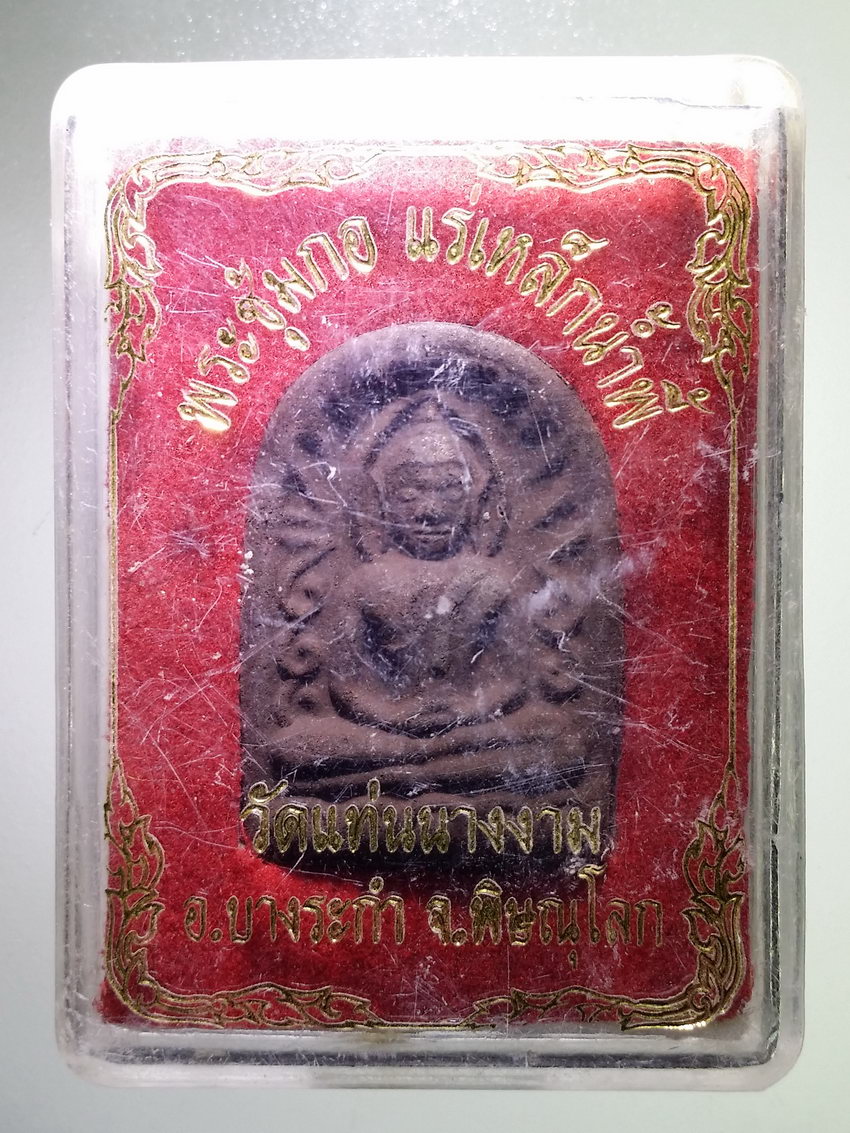 พระซุ้มกอ แร่เหล็กน้ำพี้
วัดแท่นนางงาม
อ.บางระกำ จ.พิษณุโลก